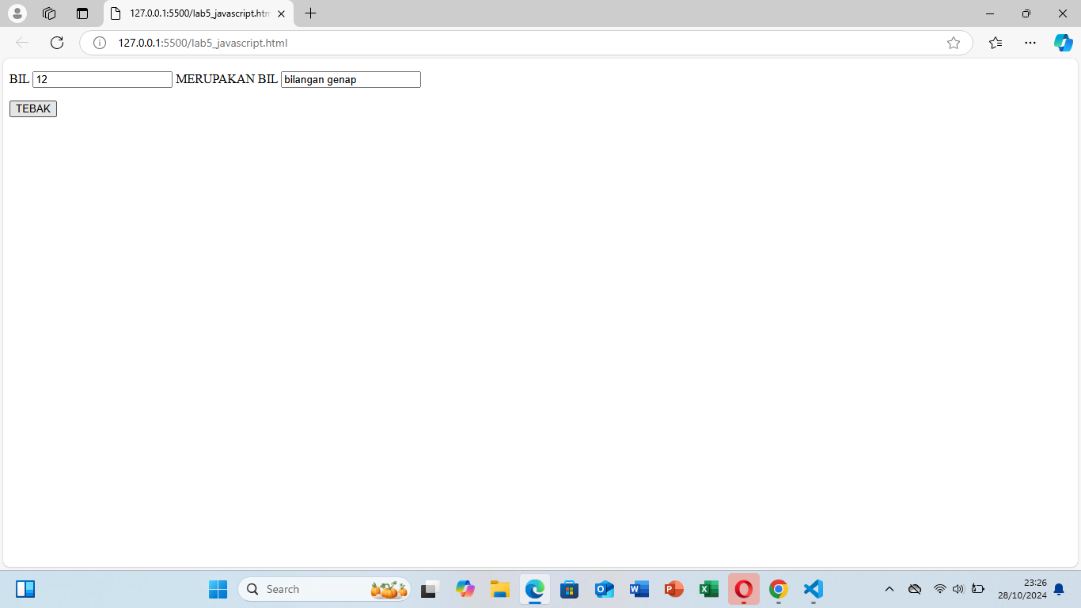 127.0.0.1:5500/lab5_javascript.htm
127.0.0.1:5500/lab5_javascript.html
BIL 12 MERUPAKAN BIL bilangan genap
TEBAK
Search
23:26
28/10/2024